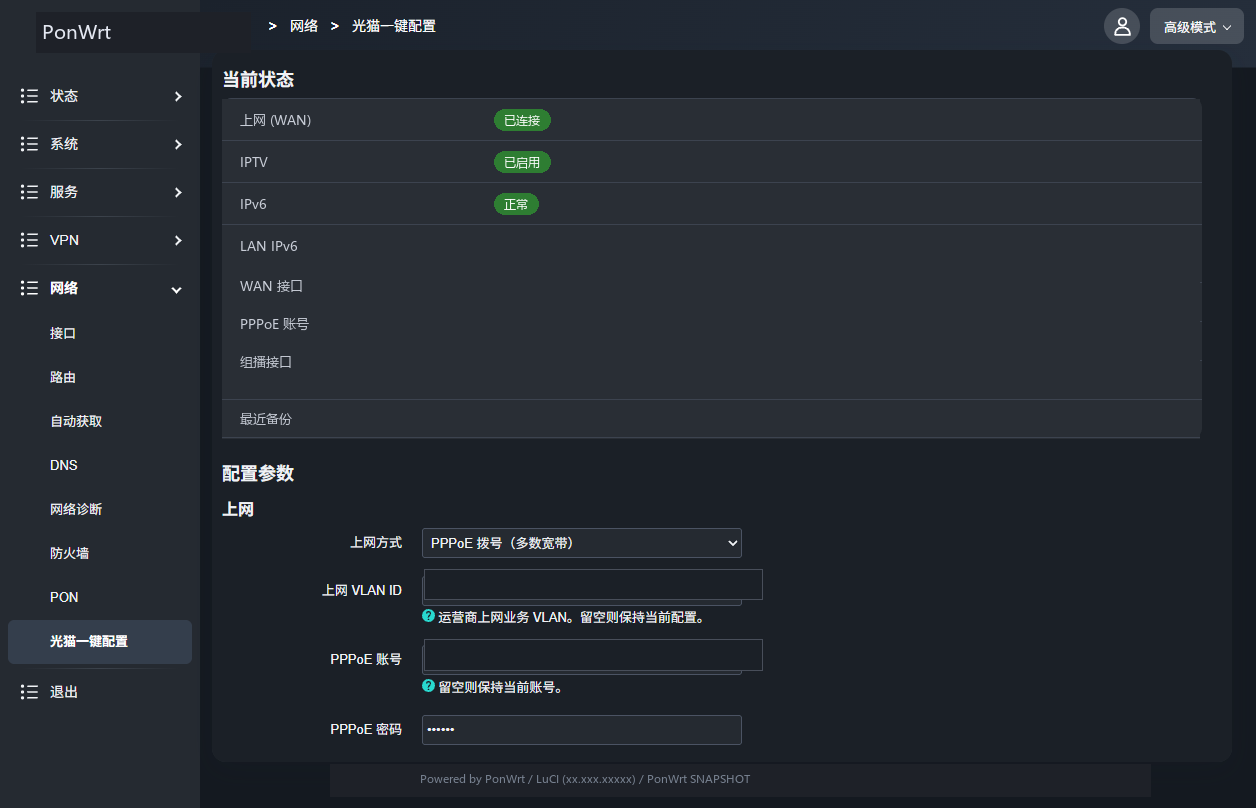 PonWrt
> 网络 > 光猫一键配置
高级模式
状态
系统
服务
VPN
网络
接口
路由
自动获取
DNS
网络诊断
防火墙
PON
光猫一键配置
退出
当前状态
上网 (WAN) 已连接
IPTV 已启用
IPv6 正常
LAN IPv6
WAN 接口
PPPoE 账号
组播接口
最近备份
配置参数
上网
上网方式 PPPoE 拨号（多数宽带）
上网 VLAN ID
运营商上网业务 VLAN。留空则保持当前配置。
PPPoE 账号
留空则保持当前账号。
PPPoE 密码 ••••••
Powered by PonWrt / LuCI (xx.xxx.xxxxx) / PonWrt SNAPSHOT